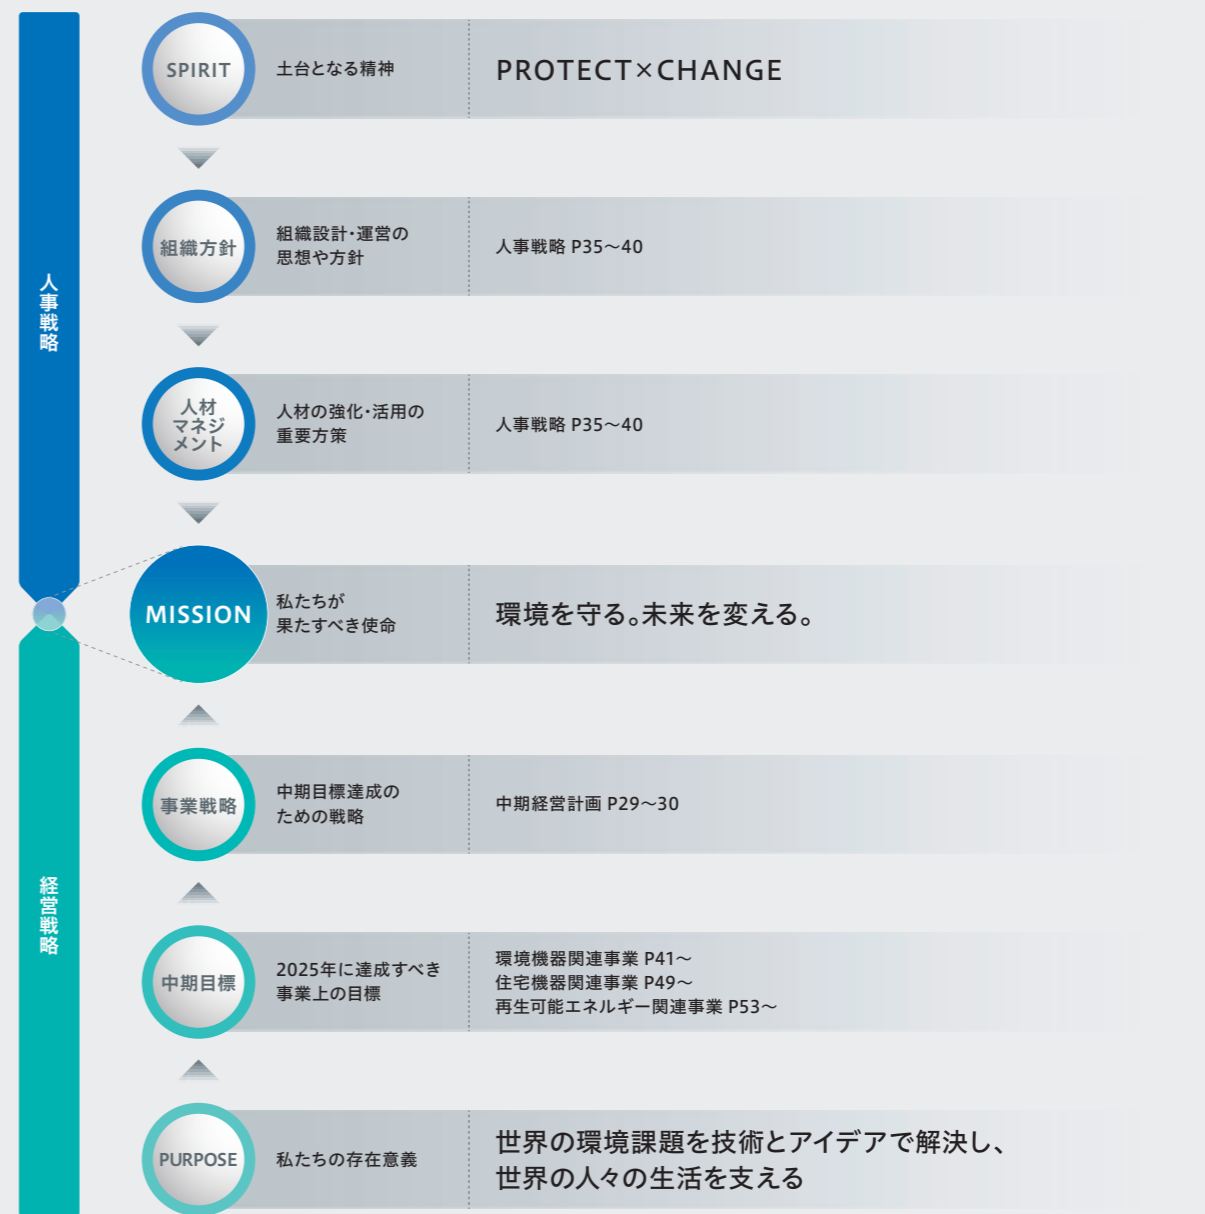 人事戦略
SPIRIT
土台となる精神
PROTECT×CHANGE
組織方針
組織設計・運営の
思想や方針
人事戦略 P35〜40
人材
マネジ
メント
人材の強化・活用の
重要方策
人事戦略 P35〜40
MISSION
私たちが
果たすべき使命
環境を守る。未来を変える。
経営戦略
事業戦略
中期目標達成の
ための戦略
中期経営計画 P29〜30
中期目標
2025年に達成すべき
事業上の目標
環境機器関連事業 P41〜
住宅機器関連事業 P49〜
再生可能エネルギー関連事業 P53〜
PURPOSE
私たちの存在意義
世界の環境課題を技術とアイデアで解決し、
世界の人々の生活を支える